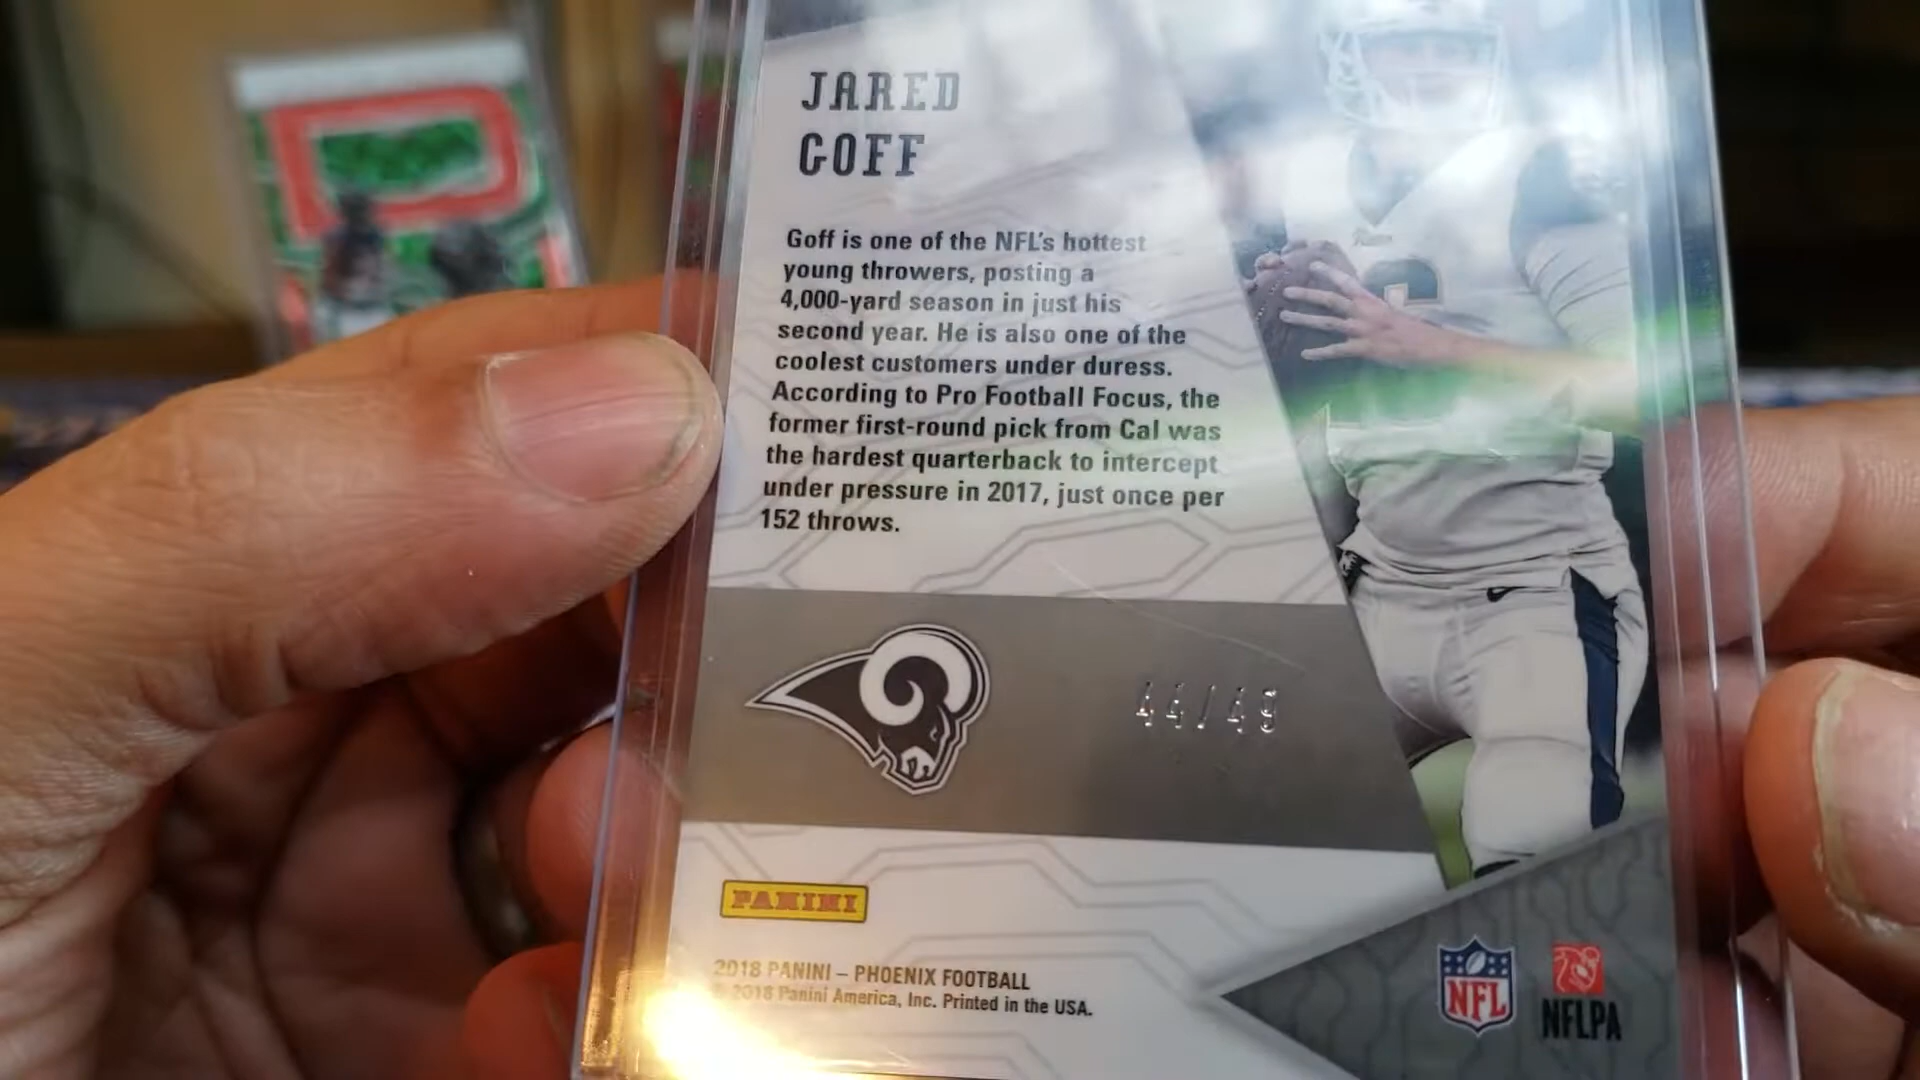 JARED
GOFF
Goff is one of the NFL's hottest
young throwers, posting a
4,000-yard season in just his
second year. He is also one of the
coolest customers under duress.
According to Pro Football Focus, the
former first-round pick from Cal was
the hardest quarterback to intercept
under pressure in 2017, just once per
152 throws.
44/49
PANINI
2018 PANINI – PHOENIX FOOTBALL
© 2018 Panini America, Inc. Printed in the USA.
NFL
NFLPA